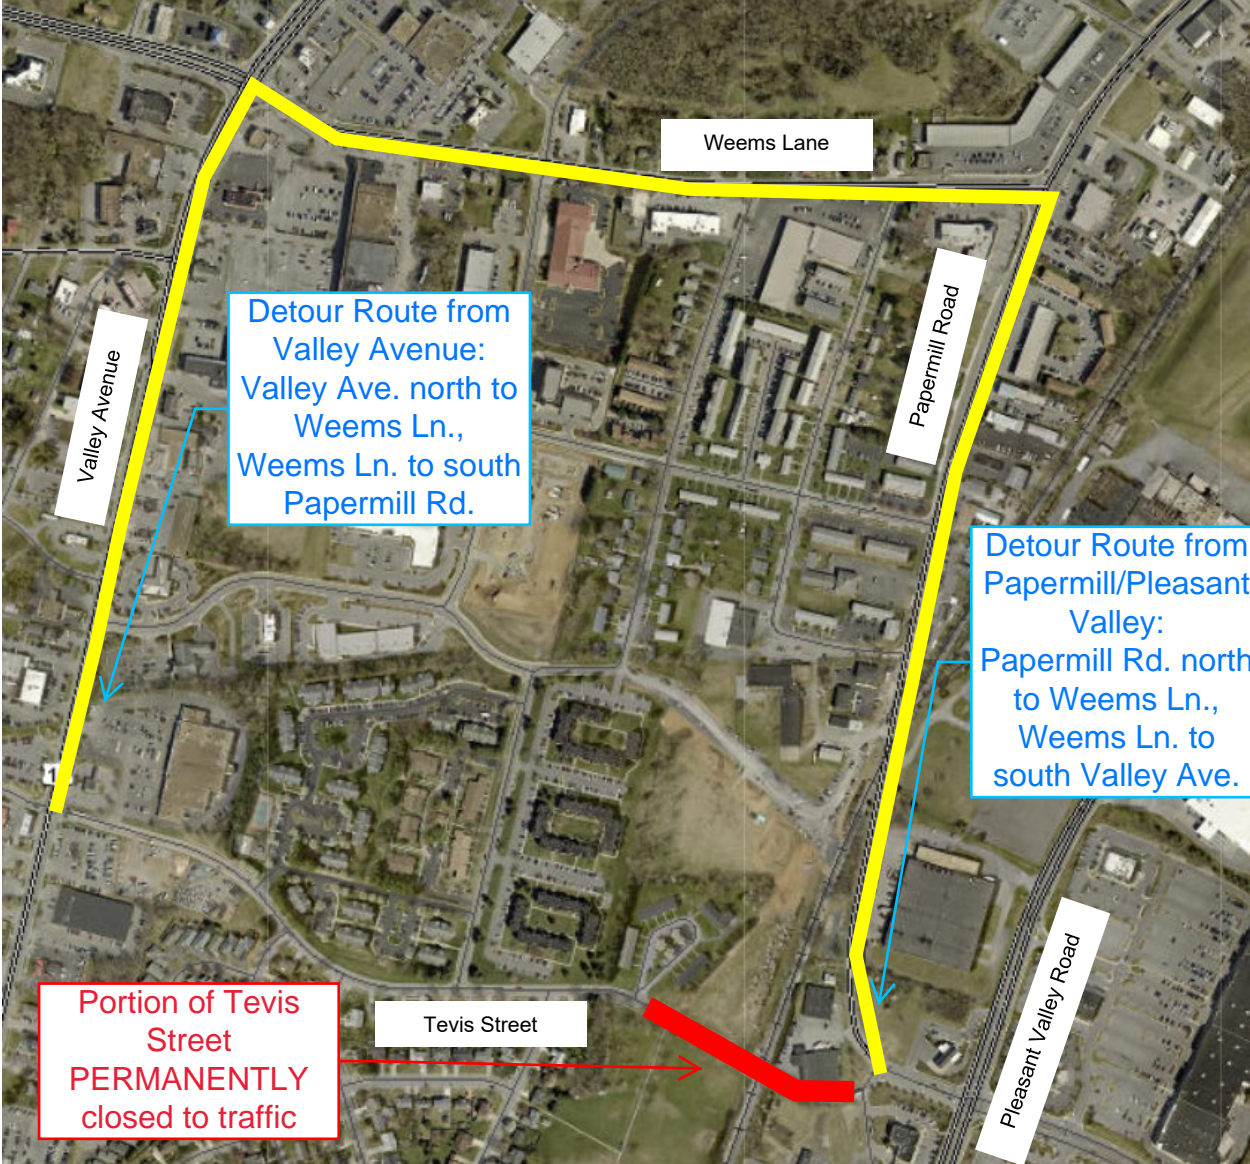 Weems Lane
Valley Avenue
Detour Route from
Valley Avenue:
Valley Ave. north to
Weems Ln.,
Weems Ln. to south
Papermill Rd.
Papermill Road
Detour Route from
Papermill/Pleasant
Valley:
Papermill Rd. north
to Weems Ln.,
Weems Ln. to
south Valley Ave.
1
Portion of Tevis
Street
PERMANENTLY
closed to traffic
Tevis Street
Pleasant Valley Road